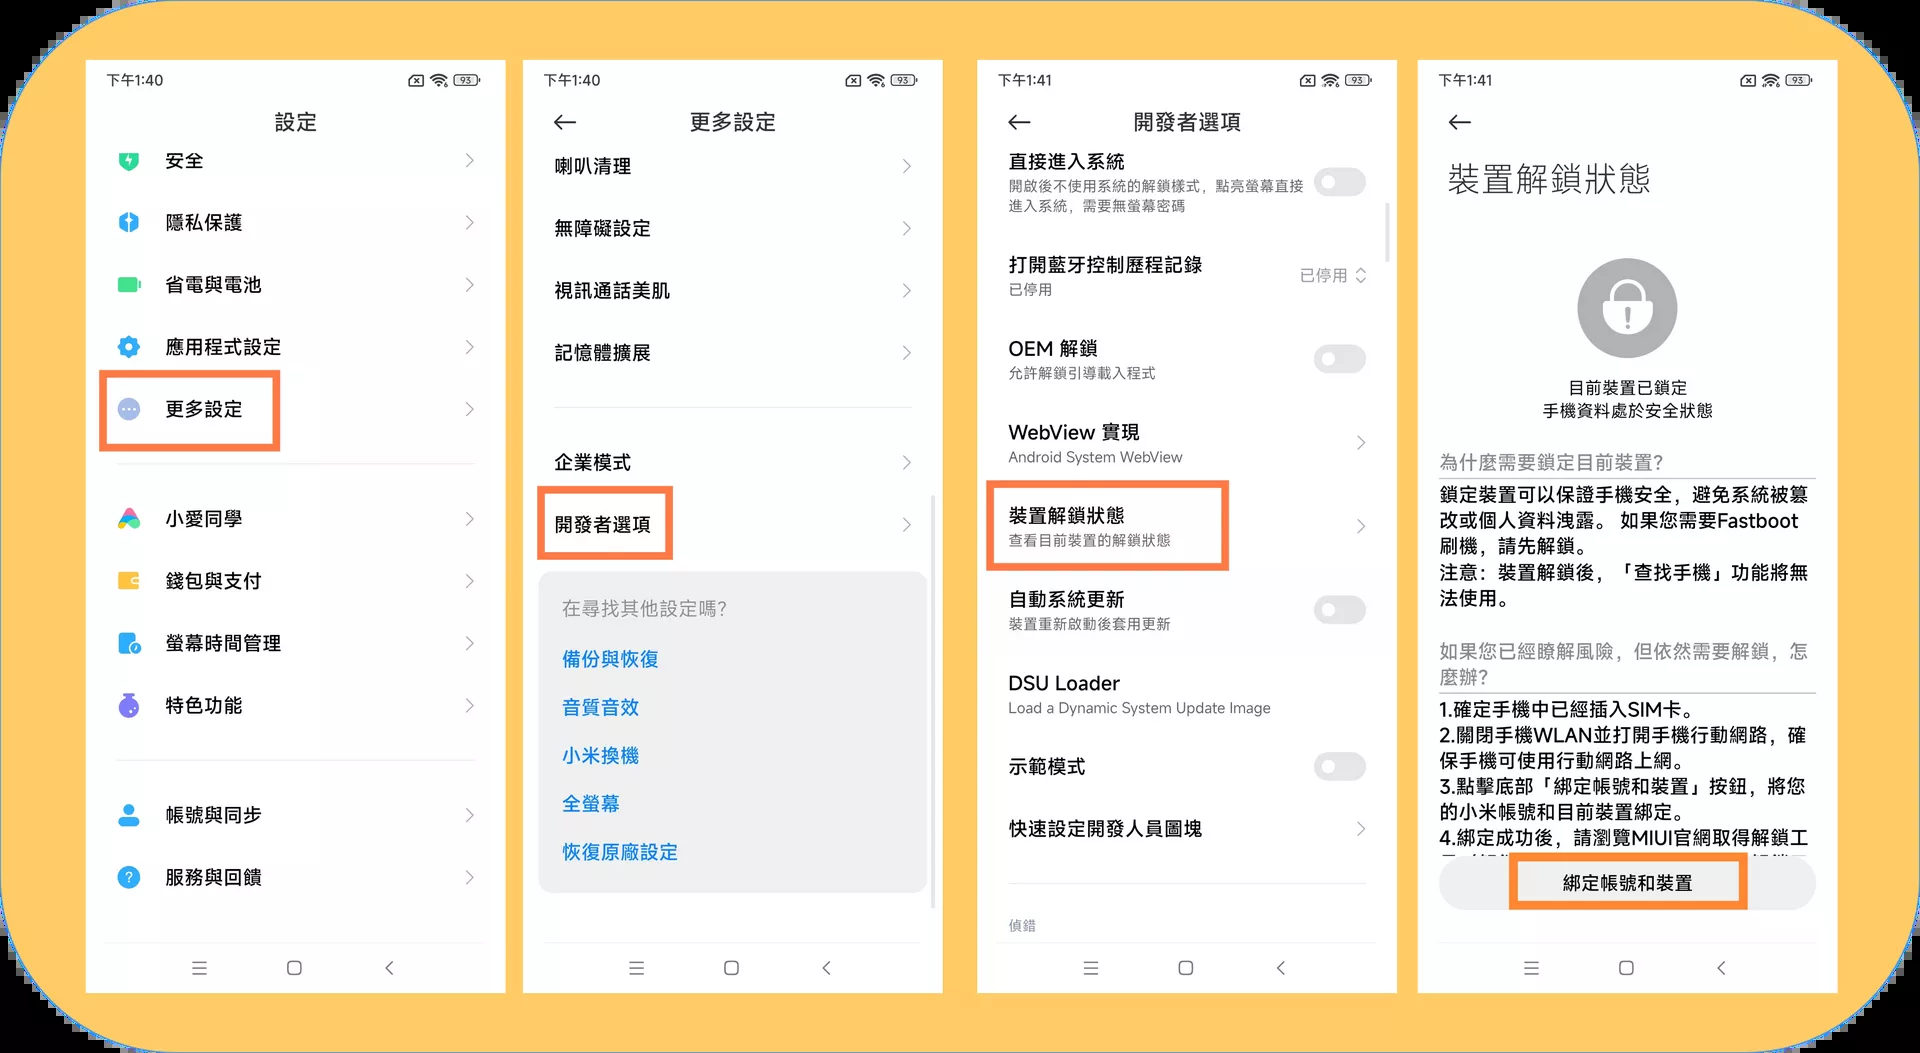 下午1:40
93
設定
安全
隱私保護
省電與電池
應用程式設定
更多設定
小愛同學
錢包與支付
螢幕時間管理
特色功能
帳號與同步
服務與回饋
下午1:40
93
更多設定
喇叭清理
無障礙設定
視訊通話美肌
記憶體擴展
企業模式
開發者選項
在尋找其他設定嗎?
備份與恢復
音質音效
小米換機
全螢幕
恢復原廠設定
下午1:41
93
開發者選項
直接進入系統
開啟後不使用系統的解鎖樣式，點亮螢幕直接
進入系統，需要無螢幕密碼
打開藍牙控制歷程記錄
已停用
已停用
OEM 解鎖
允許解鎖引導載入程式
WebView 實現
Android System WebView
裝置解鎖狀態
查看目前裝置的解鎖狀態
自動系統更新
裝置重新啟動後套用更新
DSU Loader
Load a Dynamic System Update Image
示範模式
快速設定開發人員圖塊
偵錯
下午1:41
93
裝置解鎖狀態
目前裝置已鎖定
手機資料處於安全狀態
為什麼需要鎖定目前裝置?
鎖定裝置可以保證手機安全，避免系統被篡
改或個人資料洩露。 如果您需要Fastboot
刷機，請先解鎖。
注意：裝置解鎖後，「查找手機」功能將無
法使用。
如果您已經瞭解風險，但依然需要解鎖，怎
麼辦?
1.確定手機中已經插入SIM卡。
2.關閉手機WLAN並打開手機行動網路，確
保手機可使用行動網路上網。
3.點擊底部「綁定帳號和裝置」按鈕，將您
的小米帳號和目前裝置綁定。
4.綁定成功後，請瀏覽MIUI官網取得解鎖工
綁定帳號和裝置